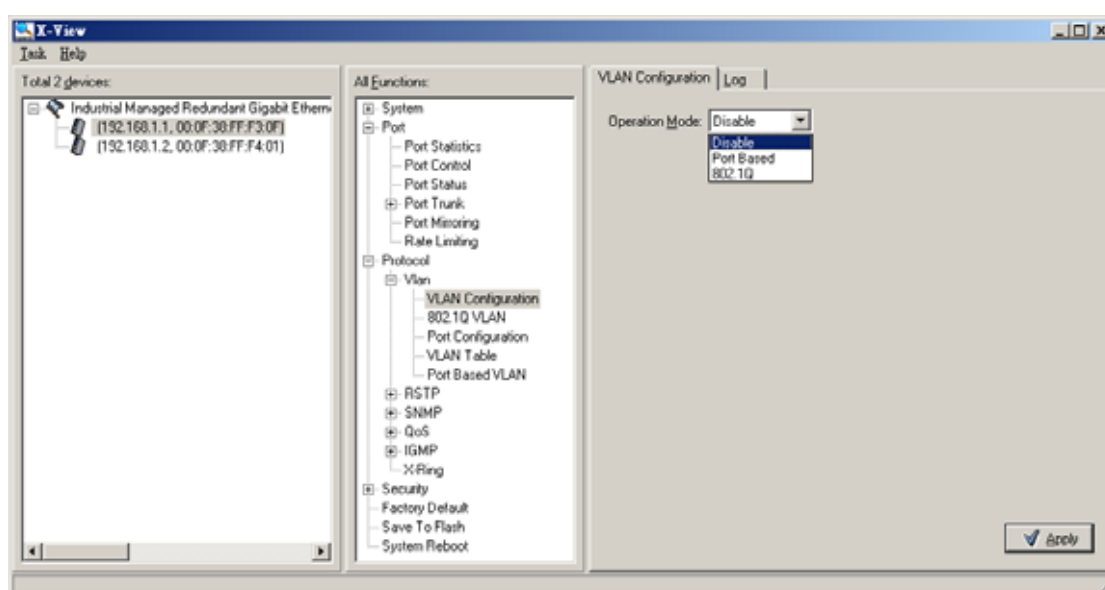 X-View
Task Help
Total 2 devices:
Industrial Managed Redundant Gigabit Ethern
(192.168.1.1, 00:0F:38:FF:F3:0F)
(192.168.1.2, 00:0F:38:FF:F4:01)
All Functions:
System
Port
Port Statistics
Port Control
Port Status
Port Trunk
Port Mirroring
Rate Limiting
Protocol
Vlan
VLAN Configuration
802.1Q VLAN
Port Configuration
VLAN Table
Port Based VLAN
RSTP
SNMP
QoS
IGMP
X-Ring
Security
Factory Default
Save To Flash
System Reboot
VLAN Configuration Log
Operation Mode: Disable
Disable
Port Based
802.1Q
Apply